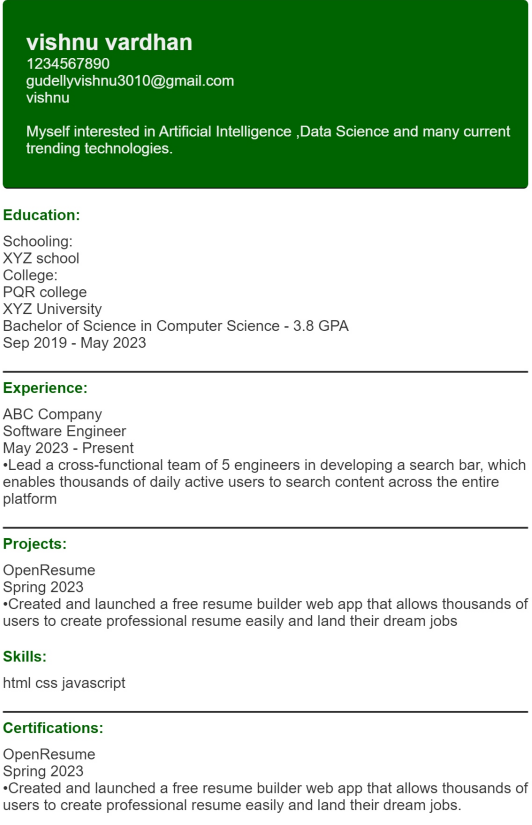 vishnu vardhan
1234567890
gudellyvishnu3010@gmail.com
vishnu
Myself interested in Artificial Intelligence ,Data Science and many current
trending technologies.
Education:
Schooling:
XYZ school
College:
PQR college
XYZ University
Bachelor of Science in Computer Science - 3.8 GPA
Sep 2019 - May 2023
Experience:
ABC Company
Software Engineer
May 2023 - Present
•Lead a cross-functional team of 5 engineers in developing a search bar, which
enables thousands of daily active users to search content across the entire
platform
Projects:
OpenResume
Spring 2023
•Created and launched a free resume builder web app that allows thousands of
users to create professional resume easily and land their dream jobs
Skills:
html css javascript
Certifications:
OpenResume
Spring 2023
•Created and launched a free resume builder web app that allows thousands of
users to create professional resume easily and land their dream jobs.